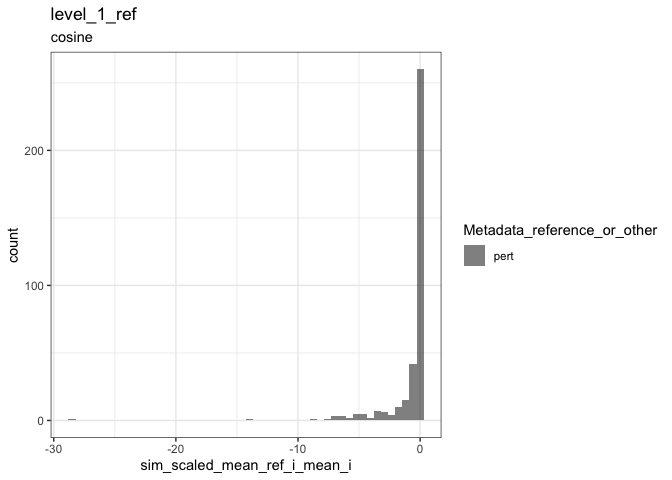 level_1_ref
cosine
200
100
0
count
-30
-20
-10
0
sim_scaled_mean_ref_i_mean_i
Metadata_reference_or_other
pert